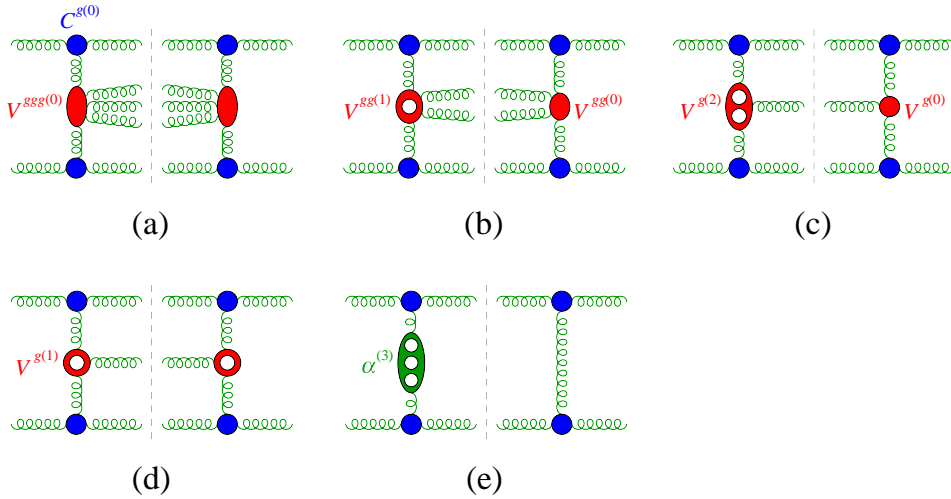 C^{g(0)}
V^{ggg(0)} V^{gg(1)} V^{gg(0)} V^{g(2)} V^{g(0)}
(a) (b) (c)
V^{g(1)} α^{(3)}
(d) (e)